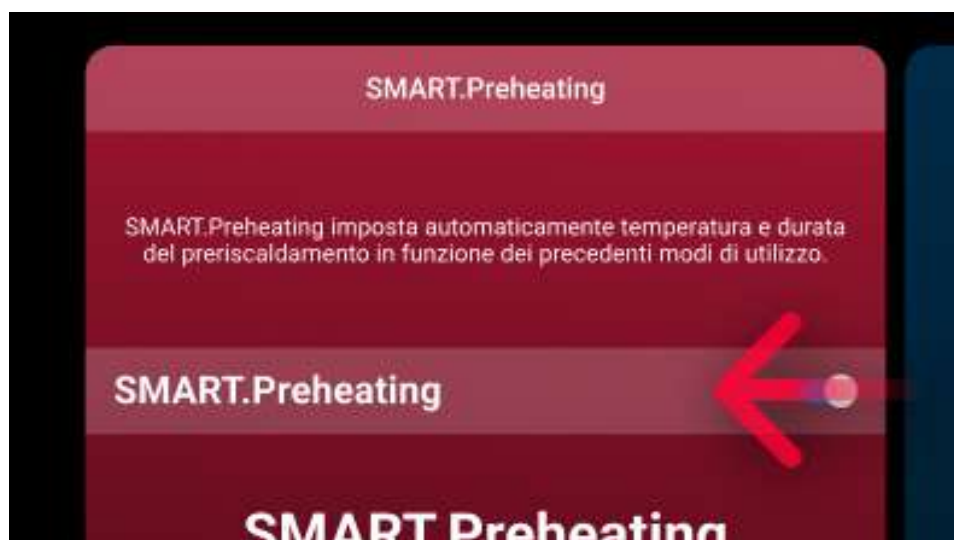 SMART.Preheating
SMART.Preheating imposta automaticamente temperatura e durata
del preriscaldamento in funzione dei precedenti modi di utilizzo.
SMART.Preheating
SMART.Preheating